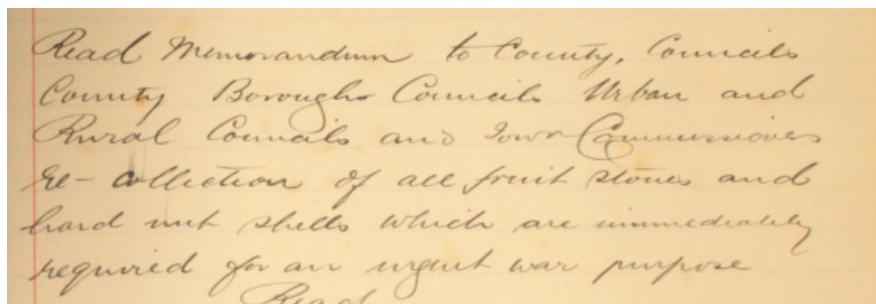 Read Memorandum to County, Councils
County Boroughs Councils Urban and
Rural Councils and Town Commissioners
re- collection of all fruit stones and
hard nut shells which are immediately
required for an urgent war purpose
Read